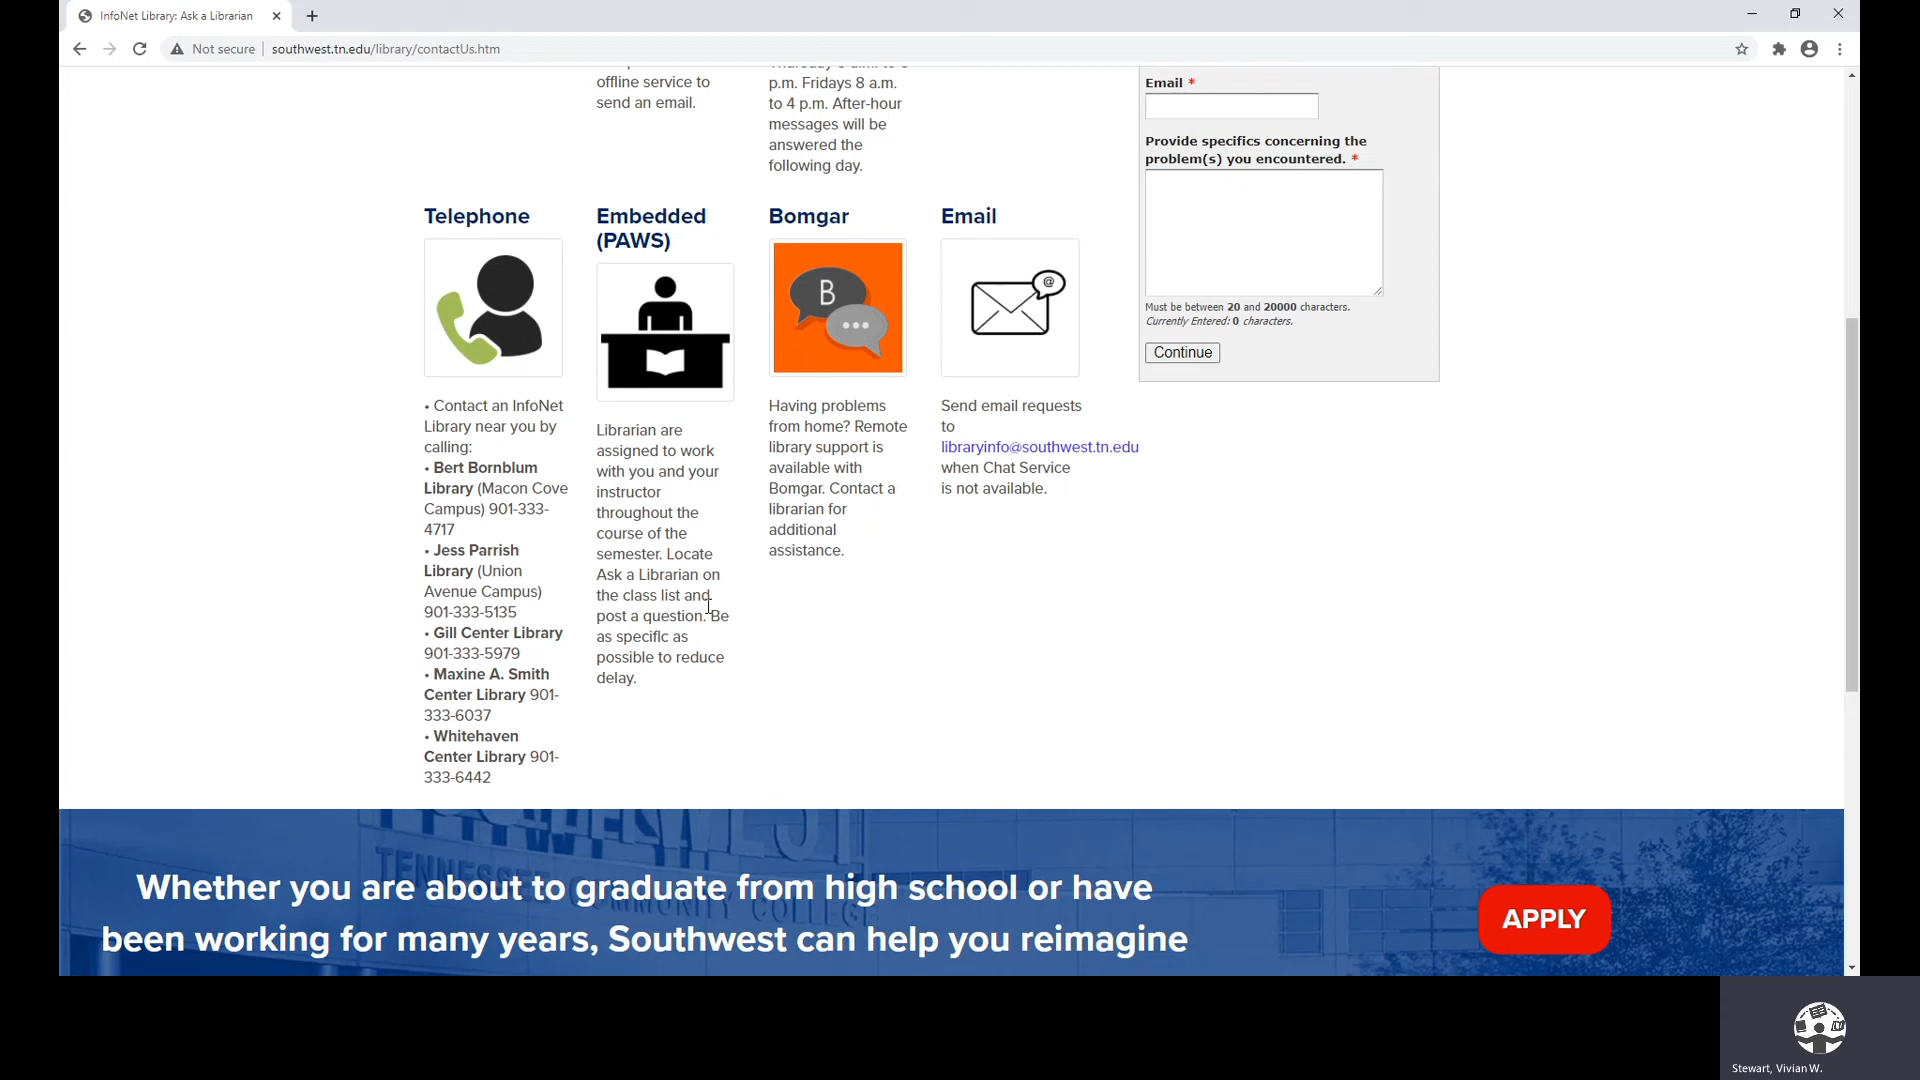 InfoNet Library: Ask a Librarian
Not secure
southwest.tn.edu/library/contactUs.htm
offline service to
send an email.
p.m. Fridays 8 a.m.
to 4 p.m. After-hour
messages will be
answered the
following day.
Email *
Provide specifics concerning the
problem(s) you encountered. *
Must be between 20 and 20000 characters.
Currently Entered: 0 characters.
Continue
Telephone
• Contact an InfoNet
Library near you by
calling:
• Bert Bornblum
Library (Macon Cove
Campus) 901-333-
4717
• Jess Parrish
Library (Union
Avenue Campus)
901-333-5135
• Gill Center Library
901-333-5979
• Maxine A. Smith
Center Library 901-
333-6037
• Whitehaven
Center Library 901-
333-6442
Embedded
(PAWS)
Librarian are
assigned to work
with you and your
instructor
throughout the
course of the
semester. Locate
Ask a Librarian on
the class list and
post a question. Be
as specific as
possible to reduce
delay.
Bomgar
B
Having problems
from home? Remote
library support is
available with
Bomgar. Contact a
librarian for
additional
assistance.
Email
@
Send email requests
to
libraryinfo@southwest.tn.edu
when Chat Service
is not available.
TENNESSEE COMMUNITY COLLEGE
Whether you are about to graduate from high school or have
been working for many years, Southwest can help you reimagine
APPLY
Stewart, Vivian W.